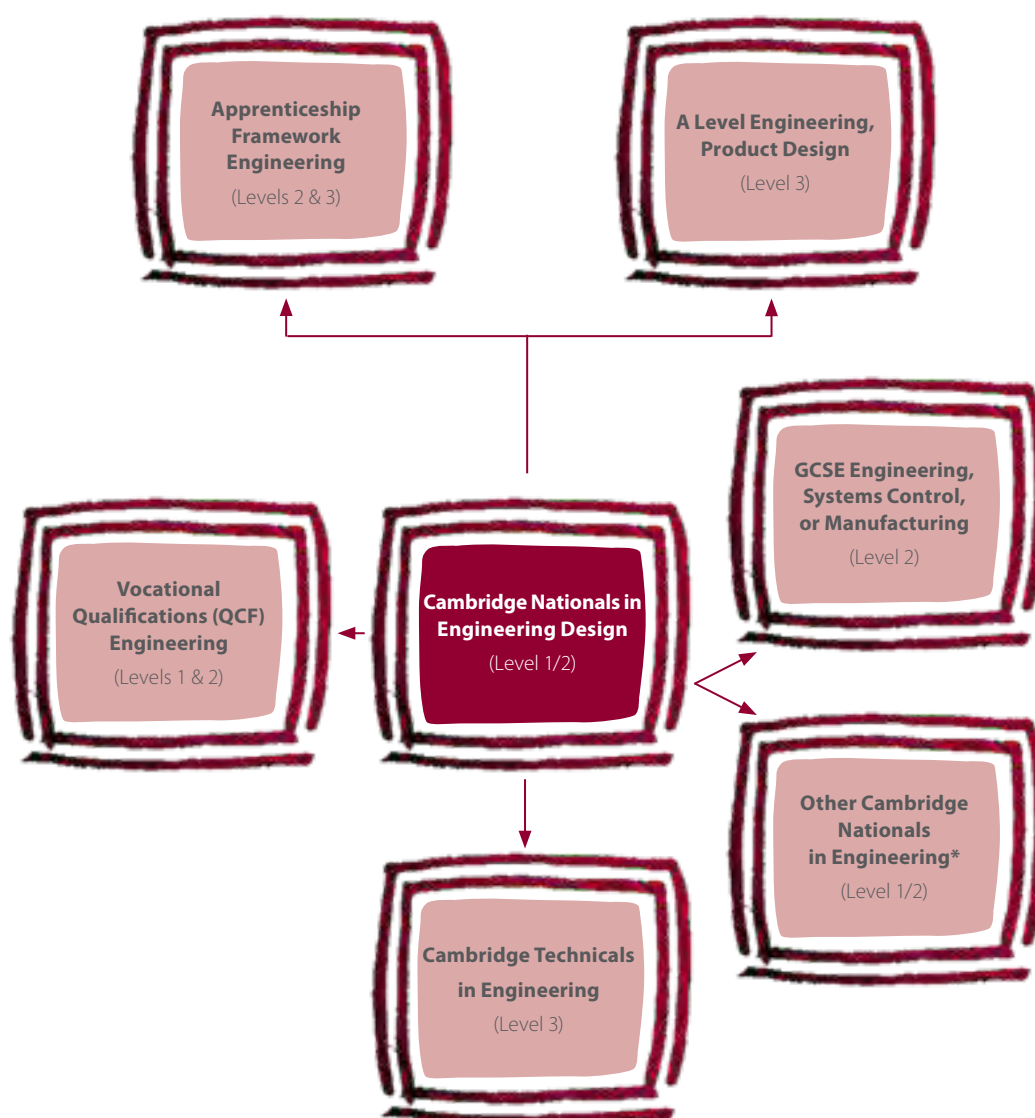 Apprenticeship
Framework
Engineering
(Levels 2 & 3)
A Level Engineering,
Product Design
(Level 3)
GCSE Engineering,
Systems Control,
or Manufacturing
(Level 2)
Vocational
Qualifications (QCF)
Engineering
(Levels 1 & 2)
Cambridge Nationals in
Engineering Design
(Level 1/2)
Other Cambridge
Nationals
in Engineering*
(Level 1/2)
Cambridge Technicals
in Engineering
(Level 3)